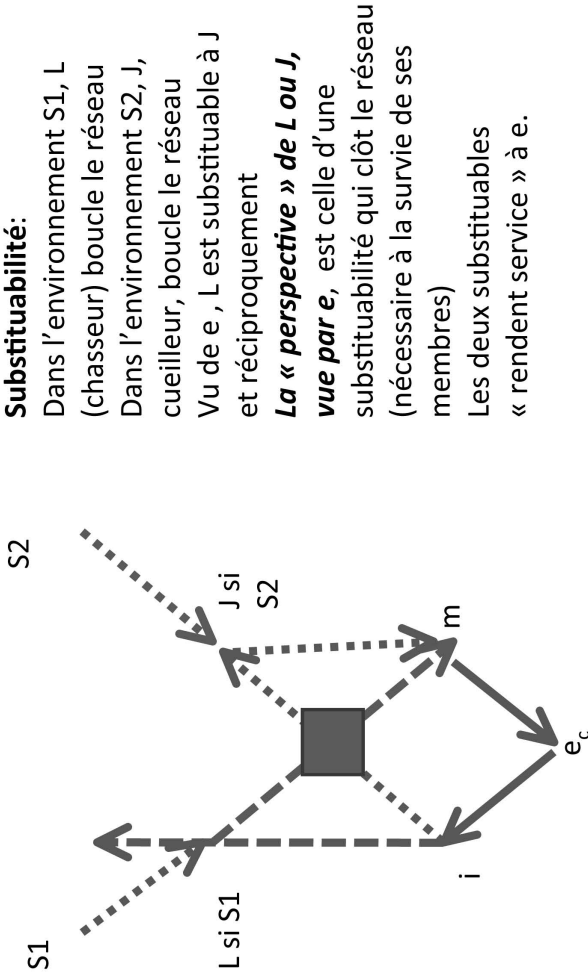 Substituabilité:
Dans l'environnement S1, L
(chasseur) boucle le réseau
Dans l'environnement S2, J,
cueilleur, boucle le réseau
Vu de e , L est substituable à J
et réciproquement
La « perspective » de L ou J,
vue par e, est celle d'une
substituabilité qui clôt le réseau
(nécessaire à la survie de ses
membres)
Les deux substituables
« rendent service » à e.
S1
S2
L si S1
J si
S2
i
m
ec